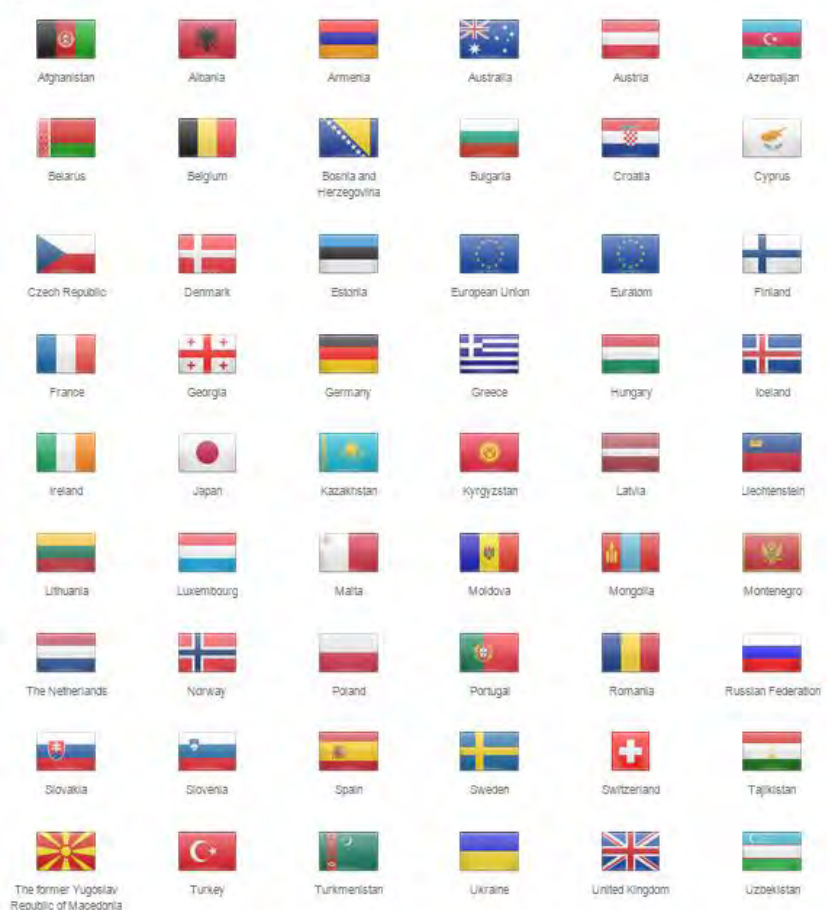 Afghanistan
Albania
Armenia
Australia
Austria
Azerbaijan
Belarus
Belgium
Bosnia and
Herzegovina
Bulgaria
Croatia
Cyprus
Czech Republic
Denmark
Estonia
European Union
Euratom
Finland
France
Georgia
Germany
Greece
Hungary
Iceland
Ireland
Japan
Kazakhstan
Kyrgyzstan
Latvia
Liechtenstein
Lithuania
Luxembourg
Malta
Moldova
Mongolia
Montenegro
The Netherlands
Norway
Poland
Portugal
Romania
Russian Federation
Slovakia
Slovenia
Spain
Sweden
Switzerland
Tajikistan
The former Yugoslav
Republic of Macedonia
Turkey
Turkmenistan
Ukraine
United Kingdom
Uzbekistan